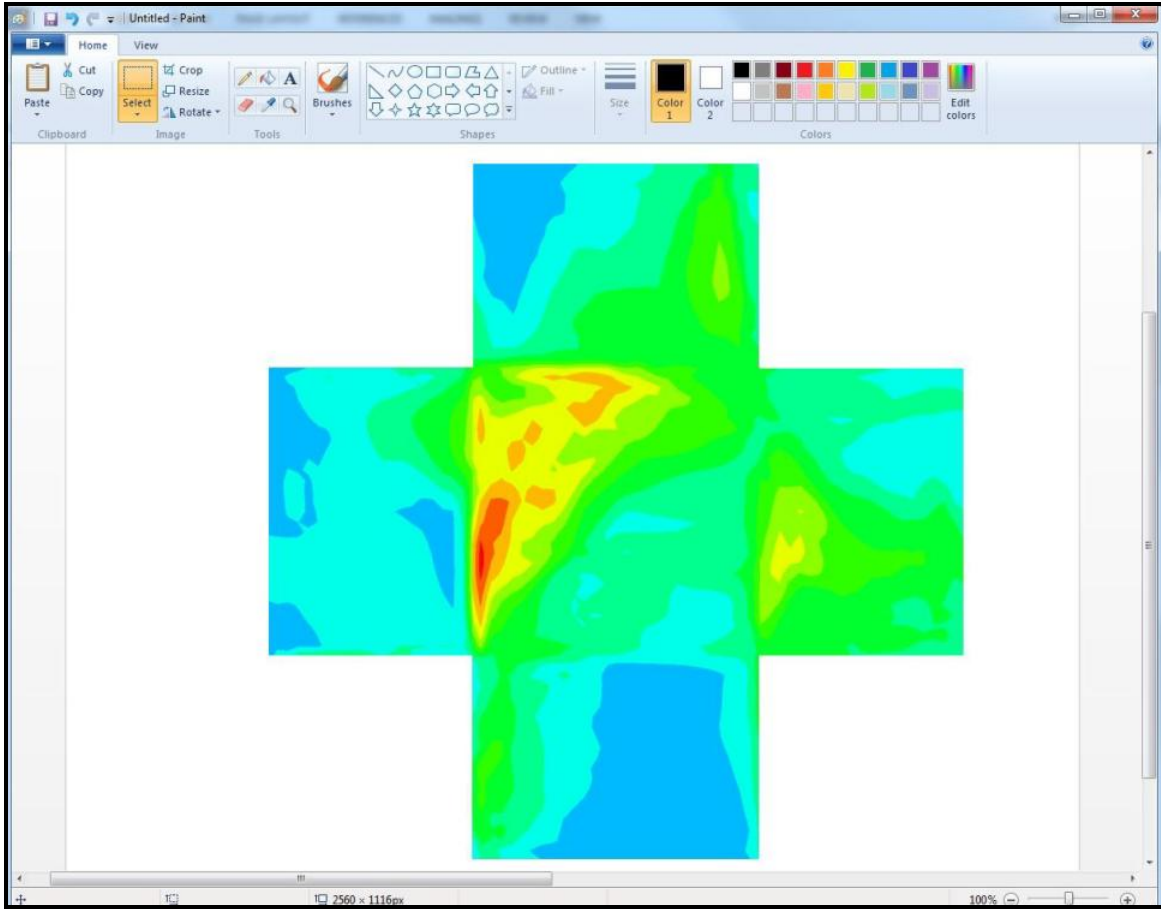 Untitled - Paint
Home View
Paste
Cut
Copy
Clipboard
Select
Crop
Resize
Rotate
Image
A
Tools
Brushes
Shapes
Outline
Fill
Size
Color 1
Color 2
Edit colors
Colors
2560 × 1116px
100%